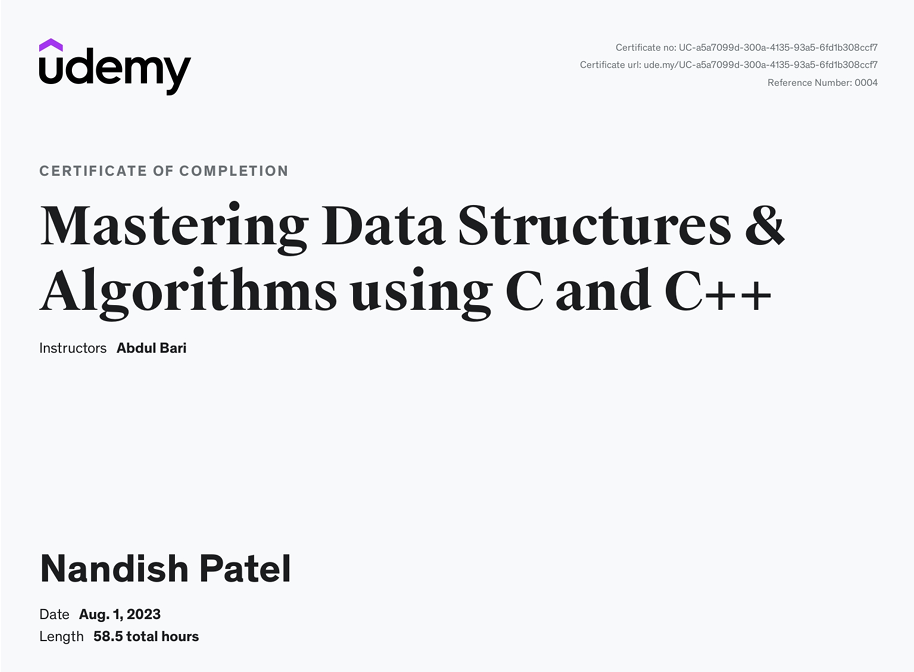 udemy
Certificate no: UC-a5a7099d-300a-4135-93a5-6fd1b308ccf7
Certificate url: ude.my/UC-a5a7099d-300a-4135-93a5-6fd1b308ccf7
Reference Number: 0004
CERTIFICATE OF COMPLETION
Mastering Data Structures &
Algorithms using C and C++
Instructors Abdul Bari
Nandish Patel
Date Aug. 1, 2023
Length 58.5 total hours